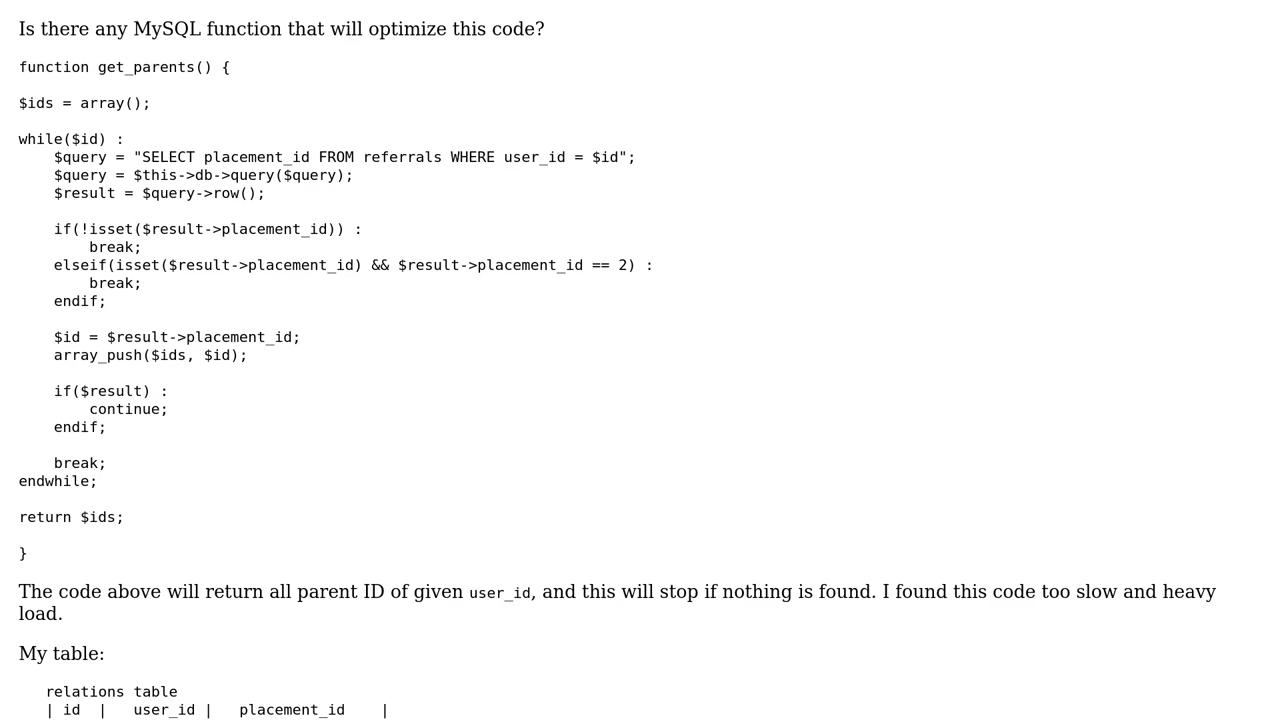 Is there any MySQL function that will optimize this code?
function get_parents() {
$ids = array();
while($id) :
    $query = "SELECT placement_id FROM referrals WHERE user_id = $id";
    $query = $this->db->query($query);
    $result = $query->row();
    if(!isset($result->placement_id)) :
        break;
    elseif(isset($result->placement_id) && $result->placement_id == 2) :
        break;
    endif;
    $id = $result->placement_id;
    array_push($ids, $id);
    if($result) :
        continue;
    endif;
    break;
endwhile;
return $ids;
}
The code above will return all parent ID of given user_id, and this will stop if nothing is found. I found this code too slow and heavy
load.
My table:
   relations table
   | id  |   user_id |   placement_id    |